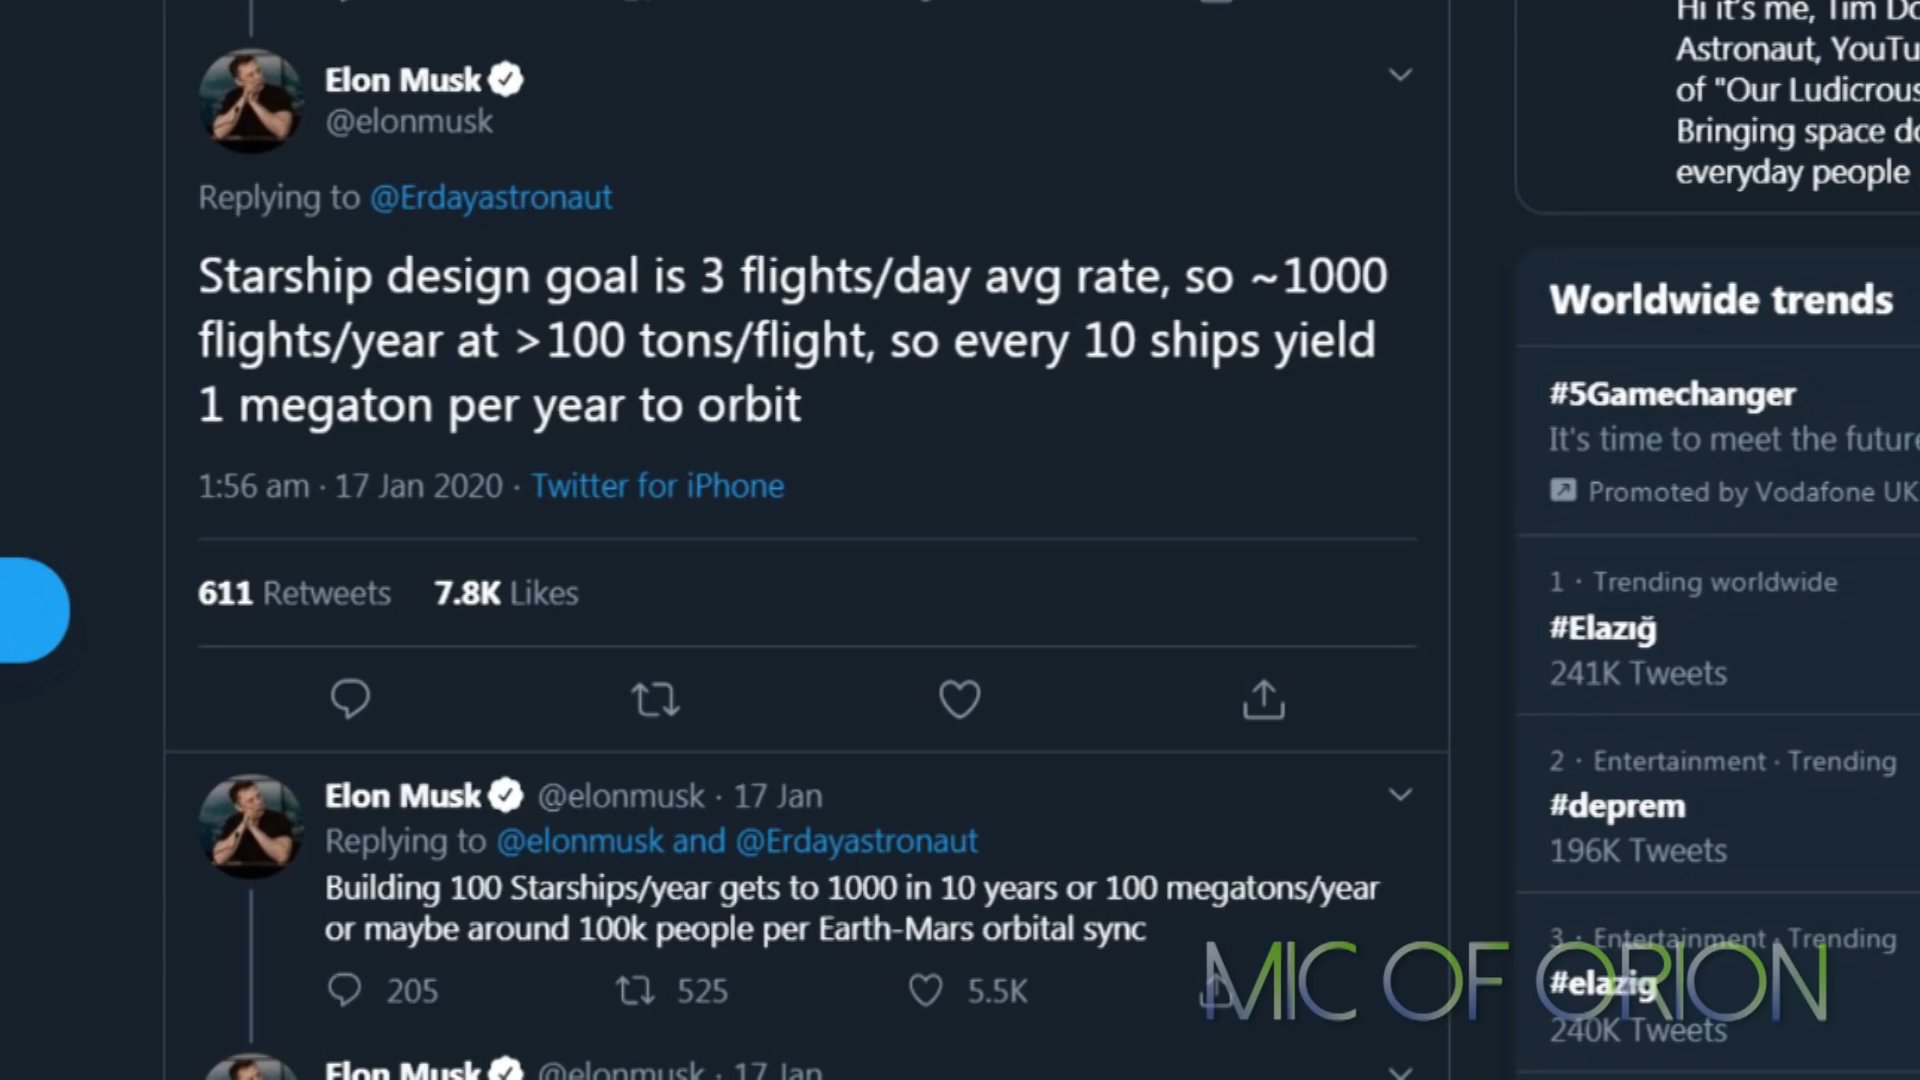 Elon Musk
@elonmusk
Replying to @Erdayastronaut
Starship design goal is 3 flights/day avg rate, so ~1000
flights/year at >100 tons/flight, so every 10 ships yield
1 megaton per year to orbit
1:56 am · 17 Jan 2020 · Twitter for iPhone
611 Retweets 7.8K Likes
Elon Musk @elonmusk · 17 Jan
Replying to @elonmusk and @Erdayastronaut
Building 100 Starships/year gets to 1000 in 10 years or 100 megatons/year
or maybe around 100k people per Earth-Mars orbital sync
205 525 5.5K
Elon Musk @elonmusk · 17 Jan
Hi it's me, Tim
Astronaut,
of "Our
Bringing space
everyday people
Worldwide trends
#5Gamechanger
It's time to meet the
Promoted by Vodafone UK
1 · Trending worldwide
#Elazığ
241K Tweets
2 · Entertainment · Trending
#deprem
196K Tweets
3 · Entertainment · Trending
#elazig
240K Tweets
MIC OF ORION